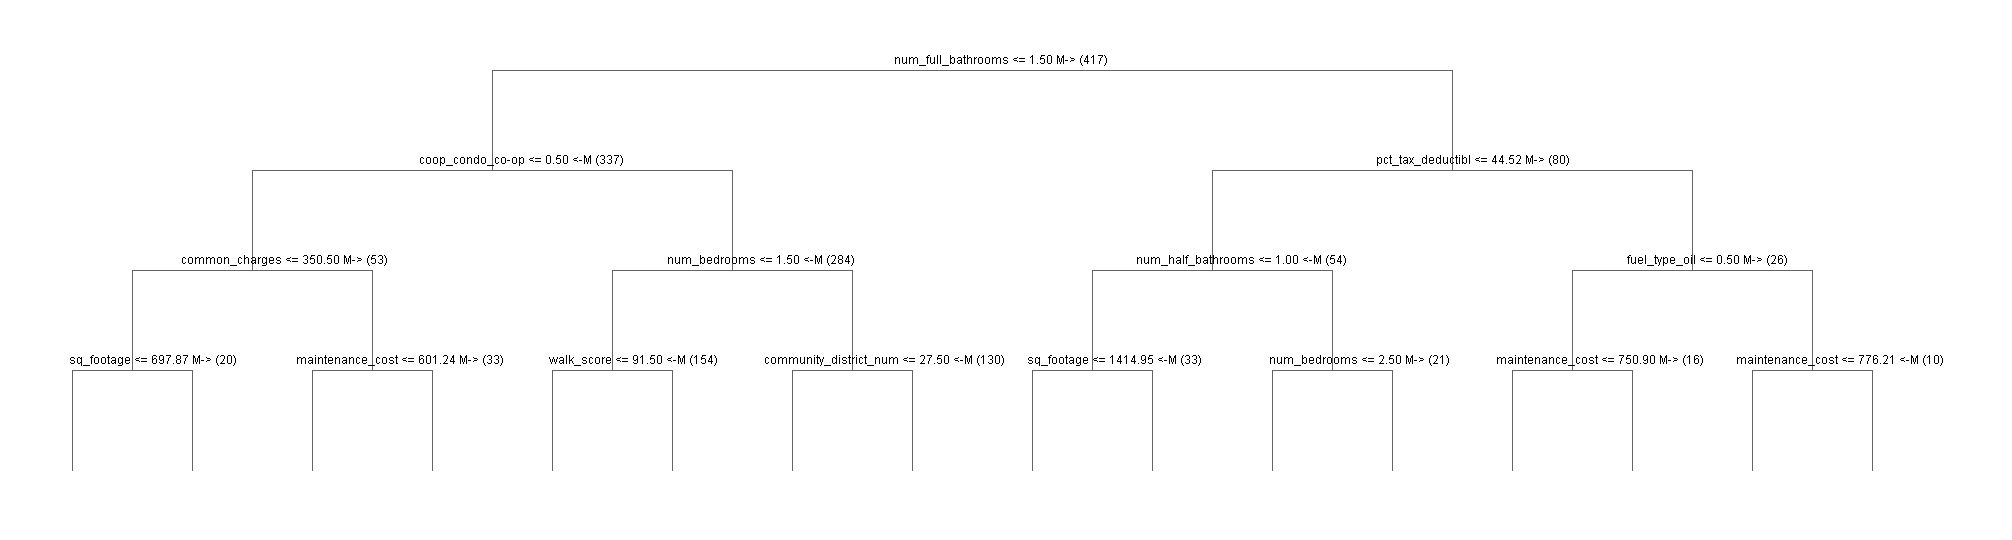 num_full_bathrooms <= 1.50 M-> (417)
coop_condo_co-op <= 0.50 <-M (337)
pct_tax_deductibl <= 44.52 M-> (80)
common_charges <= 350.50 M-> (53)
num_bedrooms <= 1.50 <-M (284)
num_half_bathrooms <= 1.00 <-M (54)
fuel_type_oil <= 0.50 M-> (26)
sq_footage <= 697.87 M-> (20)
maintenance_cost <= 601.24 M-> (33)
walk_score <= 91.50 <-M (154)
community_district_num <= 27.50 <-M (130)
sq_footage <= 1414.95 <-M (33)
num_bedrooms <= 2.50 M-> (21)
maintenance_cost <= 750.90 M-> (16)
maintenance_cost <= 776.21 <-M (10)